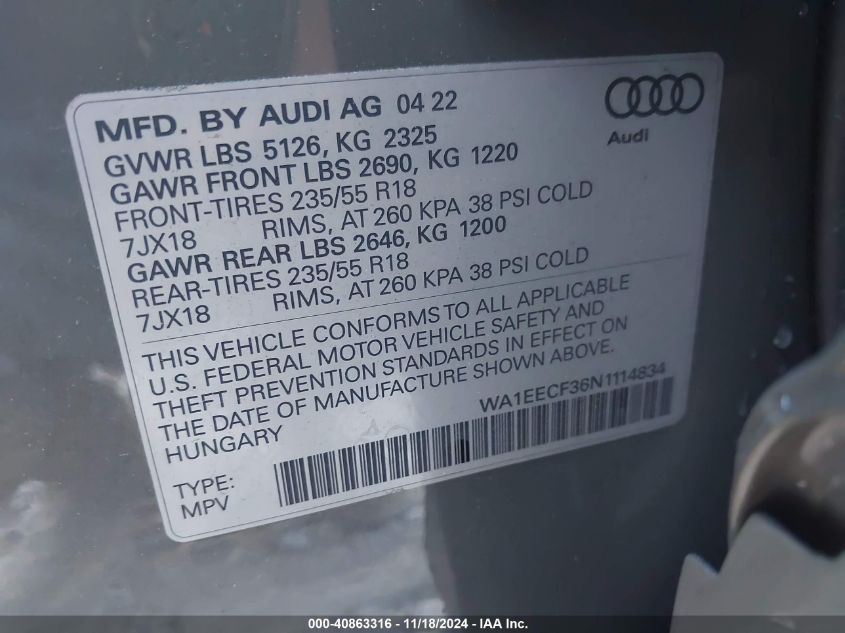 MFD. BY AUDI AG 04 22
Audi
GVWR LBS 5126, KG 2325
GAWR FRONT LBS 2690, KG 1220
FRONT-TIRES 235/55 R18
7JX18 RIMS, AT 260 KPA 38 PSI COLD
GAWR REAR LBS 2646, KG 1200
REAR-TIRES 235/55 R18
7JX18 RIMS, AT 260 KPA 38 PSI COLD
THIS VEHICLE CONFORMS TO ALL APPLICABLE
U.S. FEDERAL MOTOR VEHICLE SAFETY AND
THEFT PREVENTION STANDARDS IN EFFECT ON
THE DATE OF MANUFACTURE SHOWN ABOVE.
HUNGARY
WA1EECF36N1114834
TYPE:
MPV
000-40863316 - 11/18/2024 - IAA Inc.